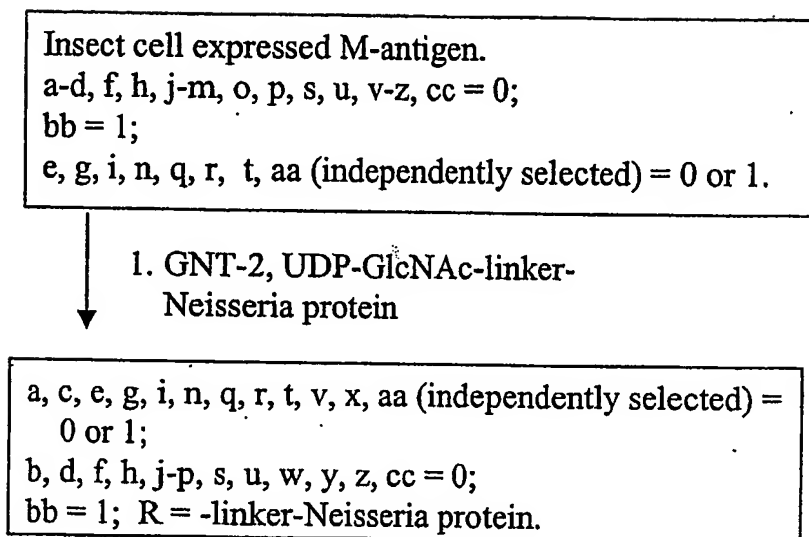 Insect cell expressed M-antigen.
a-d, f, h, j-m, o, p, s, u, v-z, cc = 0;
bb = 1;
e, g, i, n, q, r, t, aa (independently selected) = 0 or 1.
1. GNT-2, UDP-GlcNAc-linker-
Neisseria protein
a, c, e, g, i, n, q, r, t, v, x, aa (independently selected) =
0 or 1;
b, d, f, h, j-p, s, u, w, y, z, cc = 0;
bb = 1; R = -linker-Neisseria protein.